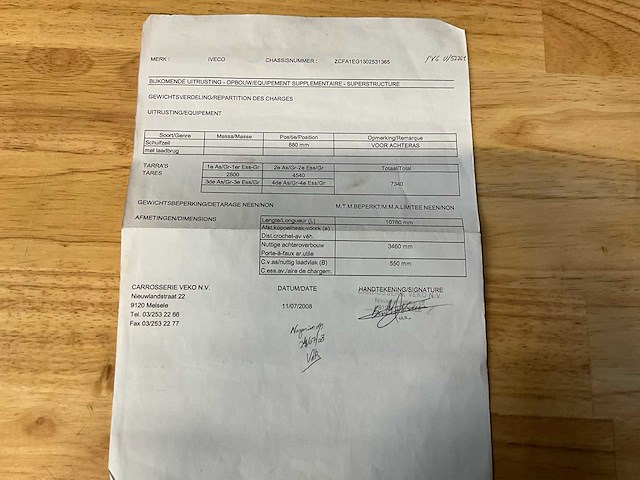 MERK : IVECO CHASSISNUMMER : ZCFA1EG1302531365
BIJKOMENDE UITRUSTING - OPBOUW/EQUIPEMENT SUPPLEMENTAIRE - SUPERSTRUCTURE
GEWICHTSVERDELING/REPARTITION DES CHARGES
UITRUSTING/EQUIPEMENT
Soort/Genre Massa/Masse Positie/Position Opmerking/Remarque
Schuifzeil 880 mm VOOR ACHTERAS
met laadbrug
TARRA'S 1e As/Gr-1er Ess-Gr 2e As/Gr-2e Ess/Gr Totaal/Total
TARES 2800 4540 7340
3de As/Gr-3e Ess/Gr 4de As/Gr-4e Ess/Gr
GEWICHTSBEPERKING/DETARAGE NEEN/NON M.T.M.BEPERKT/M.M.A.LIMITEE NEEN/NON
AFMETINGEN/DIMENSIONS Lengte/Longueur (L) 10780 mm
Afst.koppelhaak-voork (a)
Dist.crochet-av.véh.
Nuttige achteroverbouw 3460 mm
Porte-à-faux ar.utile
C.v.as/nuttig laadvlak (B) 550 mm
C.ess.av./aire de chargem.
CARROSSERIE VEKO N.V. DATUM/DATE HANDTEKENING/SIGNATURE
Nieuwlandstraat 22
9120 Melsele 11/07/2008
Tel. 03/253 22 66
Fax 03/253 22 77
CARROSSERIE VEKO N.V.